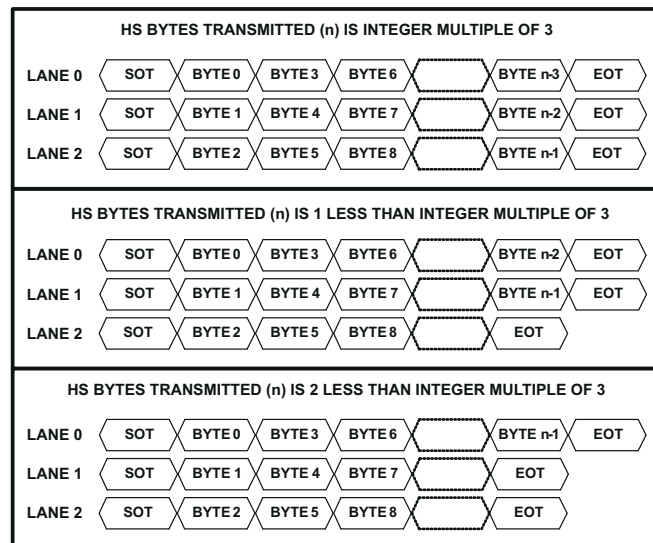 HS BYTES TRANSMITTED (n) IS INTEGER MULTIPLE OF 3
LANE 0 SOT BYTE 0 BYTE 3 BYTE 6 BYTE n-3 EOT
LANE 1 SOT BYTE 1 BYTE 4 BYTE 7 BYTE n-2 EOT
LANE 2 SOT BYTE 2 BYTE 5 BYTE 8 BYTE n-1 EOT
HS BYTES TRANSMITTED (n) IS 1 LESS THAN INTEGER MULTIPLE OF 3
LANE 0 SOT BYTE 0 BYTE 3 BYTE 6 BYTE n-2 EOT
LANE 1 SOT BYTE 1 BYTE 4 BYTE 7 BYTE n-1 EOT
LANE 2 SOT BYTE 2 BYTE 5 BYTE 8 EOT
HS BYTES TRANSMITTED (n) IS 2 LESS THAN INTEGER MULTIPLE OF 3
LANE 0 SOT BYTE 0 BYTE 3 BYTE 6 BYTE n-1 EOT
LANE 1 SOT BYTE 1 BYTE 4 BYTE 7 EOT
LANE 2 SOT BYTE 2 BYTE 5 BYTE 8 EOT